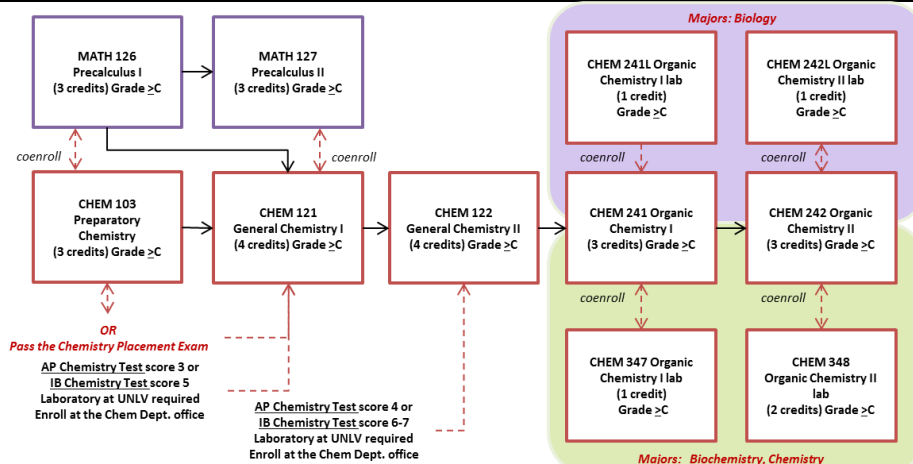 Majors: Biology
MATH 126
Precalculus I
(3 credits) Grade ≥C
MATH 127
Precalculus II
(3 credits) Grade ≥C
CHEM 241L Organic
Chemistry I lab
(1 credit)
Grade ≥C
CHEM 242L Organic
Chemistry II lab
(1 credit)
Grade ≥C
coenroll
coenroll
coenroll
coenroll
CHEM 103
Preparatory
Chemistry
(3 credits) Grade ≥C
CHEM 121
General Chemistry I
(4 credits) Grade ≥C
CHEM 122
General Chemistry II
(4 credits) Grade ≥C
CHEM 241 Organic
Chemistry I
(3 credits) Grade ≥C
CHEM 242 Organic
Chemistry II
(3 credits) Grade ≥C
coenroll
coenroll
OR
Pass the Chemistry Placement Exam
AP Chemistry Test score 3 or
IB Chemistry Test score 5
Laboratory at UNLV required
Enroll at the Chem Dept. office
AP Chemistry Test score 4 or
IB Chemistry Test score 6-7
Laboratory at UNLV required
Enroll at the Chem Dept. office
CHEM 347 Organic
Chemistry I lab
(1 credit)
Grade ≥C
CHEM 348
Organic Chemistry II
lab
(2 credits) Grade ≥C
Majors: Biochemistry, Chemistry